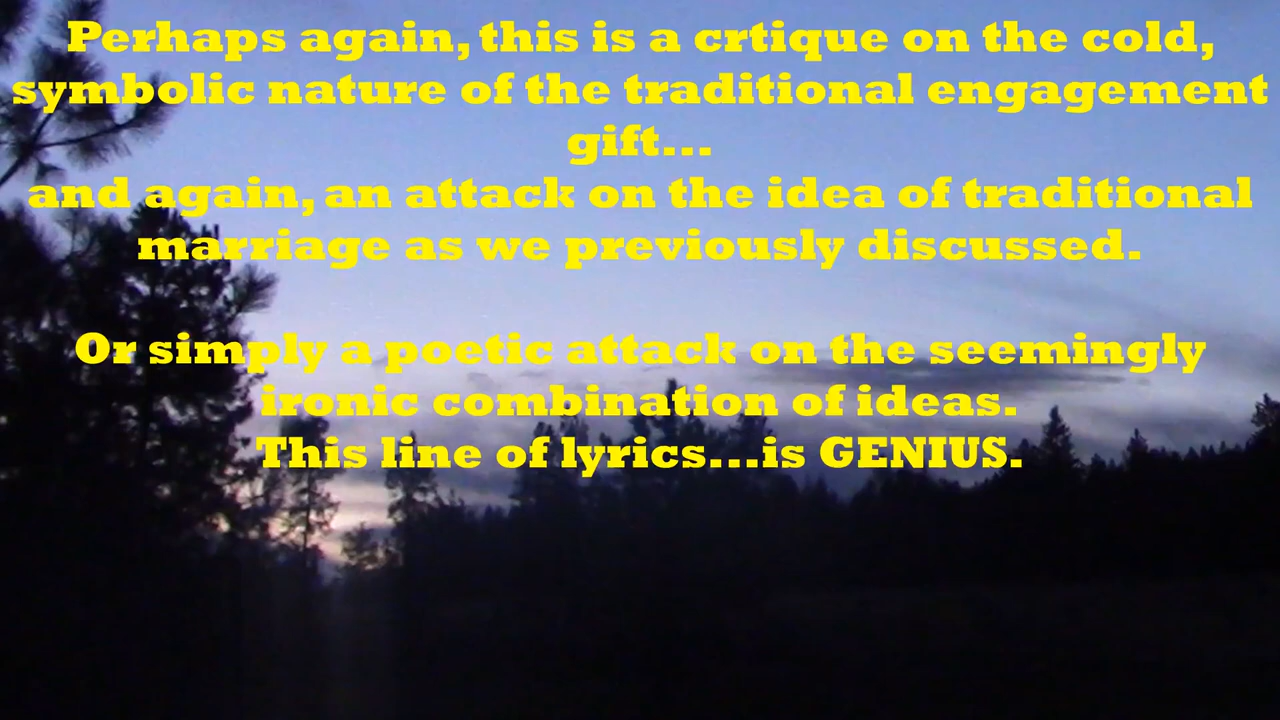 Perhaps again, this is a crtique on the cold,
symbolic nature of the traditional engagement
gift...
and again, an attack on the idea of traditional
marriage as we previously discussed.
Or simply a poetic attack on the seemingly
ironic combination of ideas.
This line of lyrics...is GENIUS.